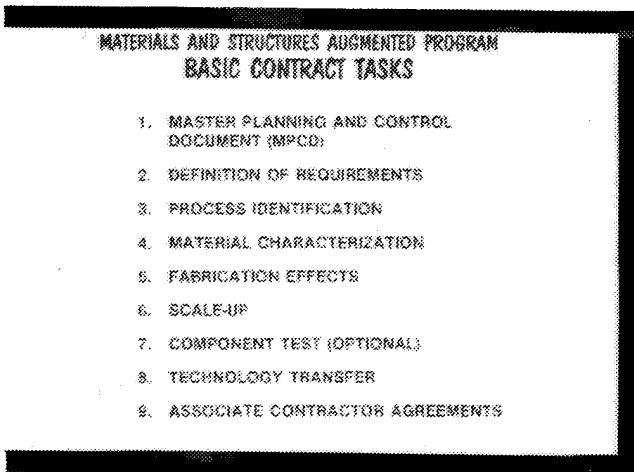 MATERIALS AND STRUCTURES AUGMENTED PROGRAM
BASIC CONTRACT TASKS
1. MASTER PLANNING AND CONTROL
DOCUMENT (MPCD)
2. DEFINITION OF REQUIREMENTS
3. PROCESS IDENTIFICATION
4. MATERIAL CHARACTERIZATION
5. FABRICATION EFFECTS
6. SCALE-UP
7. COMPONENT TEST (OPTIONAL)
8. TECHNOLOGY TRANSFER
9. ASSOCIATE CONTRACTOR AGREEMENTS